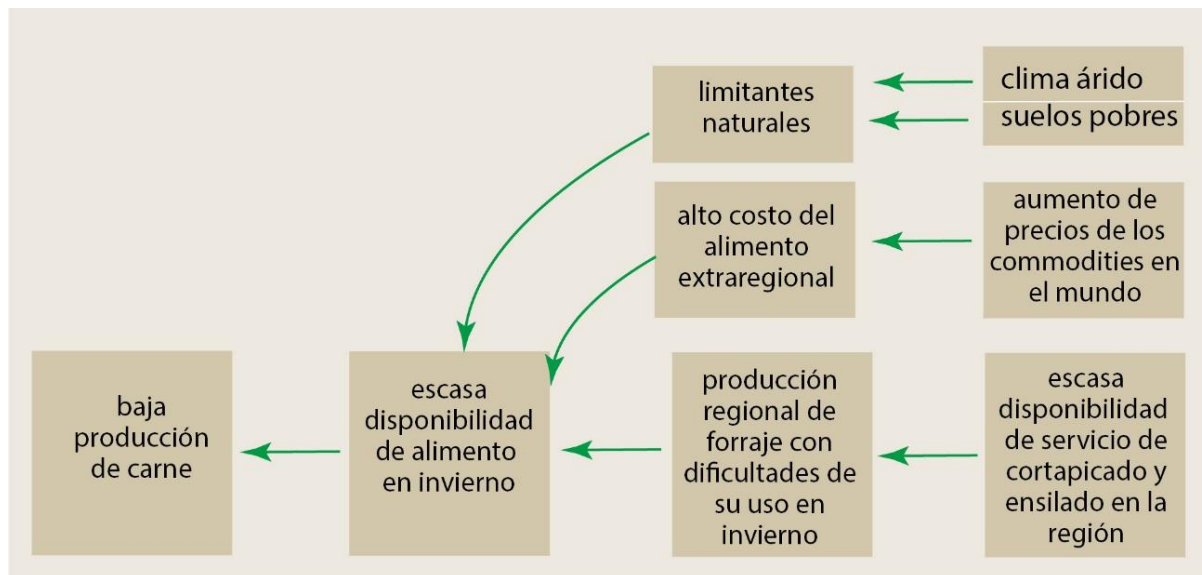 limitantes
naturales
clima árido
suelos pobres
alto costo del
alimento
extraregional
aumento de
precios de los
commodities en
el mundo
baja
producción
de carne
escasa
disponibilidad
de alimento
en invierno
producción
regional de
forraje con
dificultades de
su uso en
invierno
escasa
disponibilidad
de servicio de
cortapicado y
ensilado en la
región